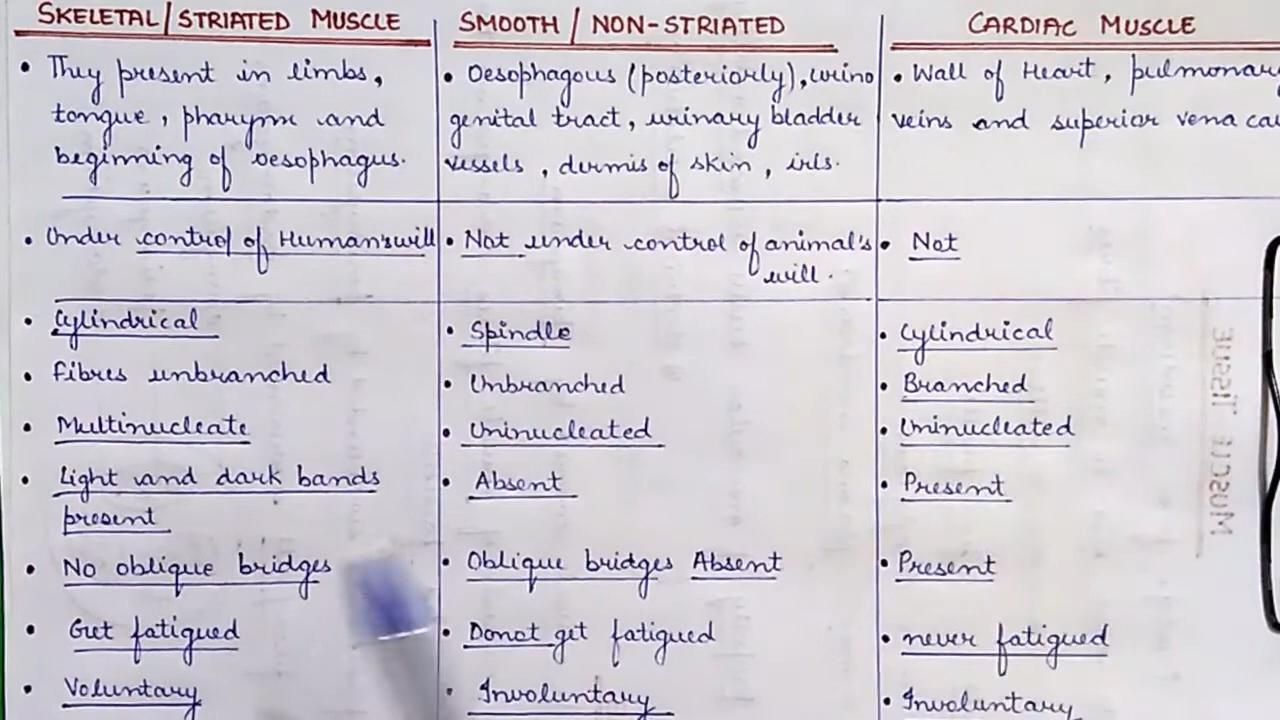 SKELETAL/STRIATED MUSCLE
• They present in limbs,
tongue, pharynx and
beginning of oesophagus.
• Under control of Human's will
• Cylindrical
• fibres unbranched
• Multinucleate
• Light and dark bands
present
• No oblique bridges
• Get fatigued
• Voluntary
SMOOTH/NON-STRIATED
• Oesophagous (posteriorly), urino
genital tract, urinary bladder
vessels, dermis of skin, iris.
• Not under control of animal's
will.
• Spindle
• Unbranched
• Uninucleated
• Absent
• Oblique bridges Absent
• Donot get fatigued
• Involuntary
CARDIAC MUSCLE
• Wall of Heart, pulmonary
veins and superior vena ca
• Not
• Cylindrical
• Branched
• Uninucleated
• Present
• Present
• never fatigued
• Involuntary
MUSCLE TISSUE